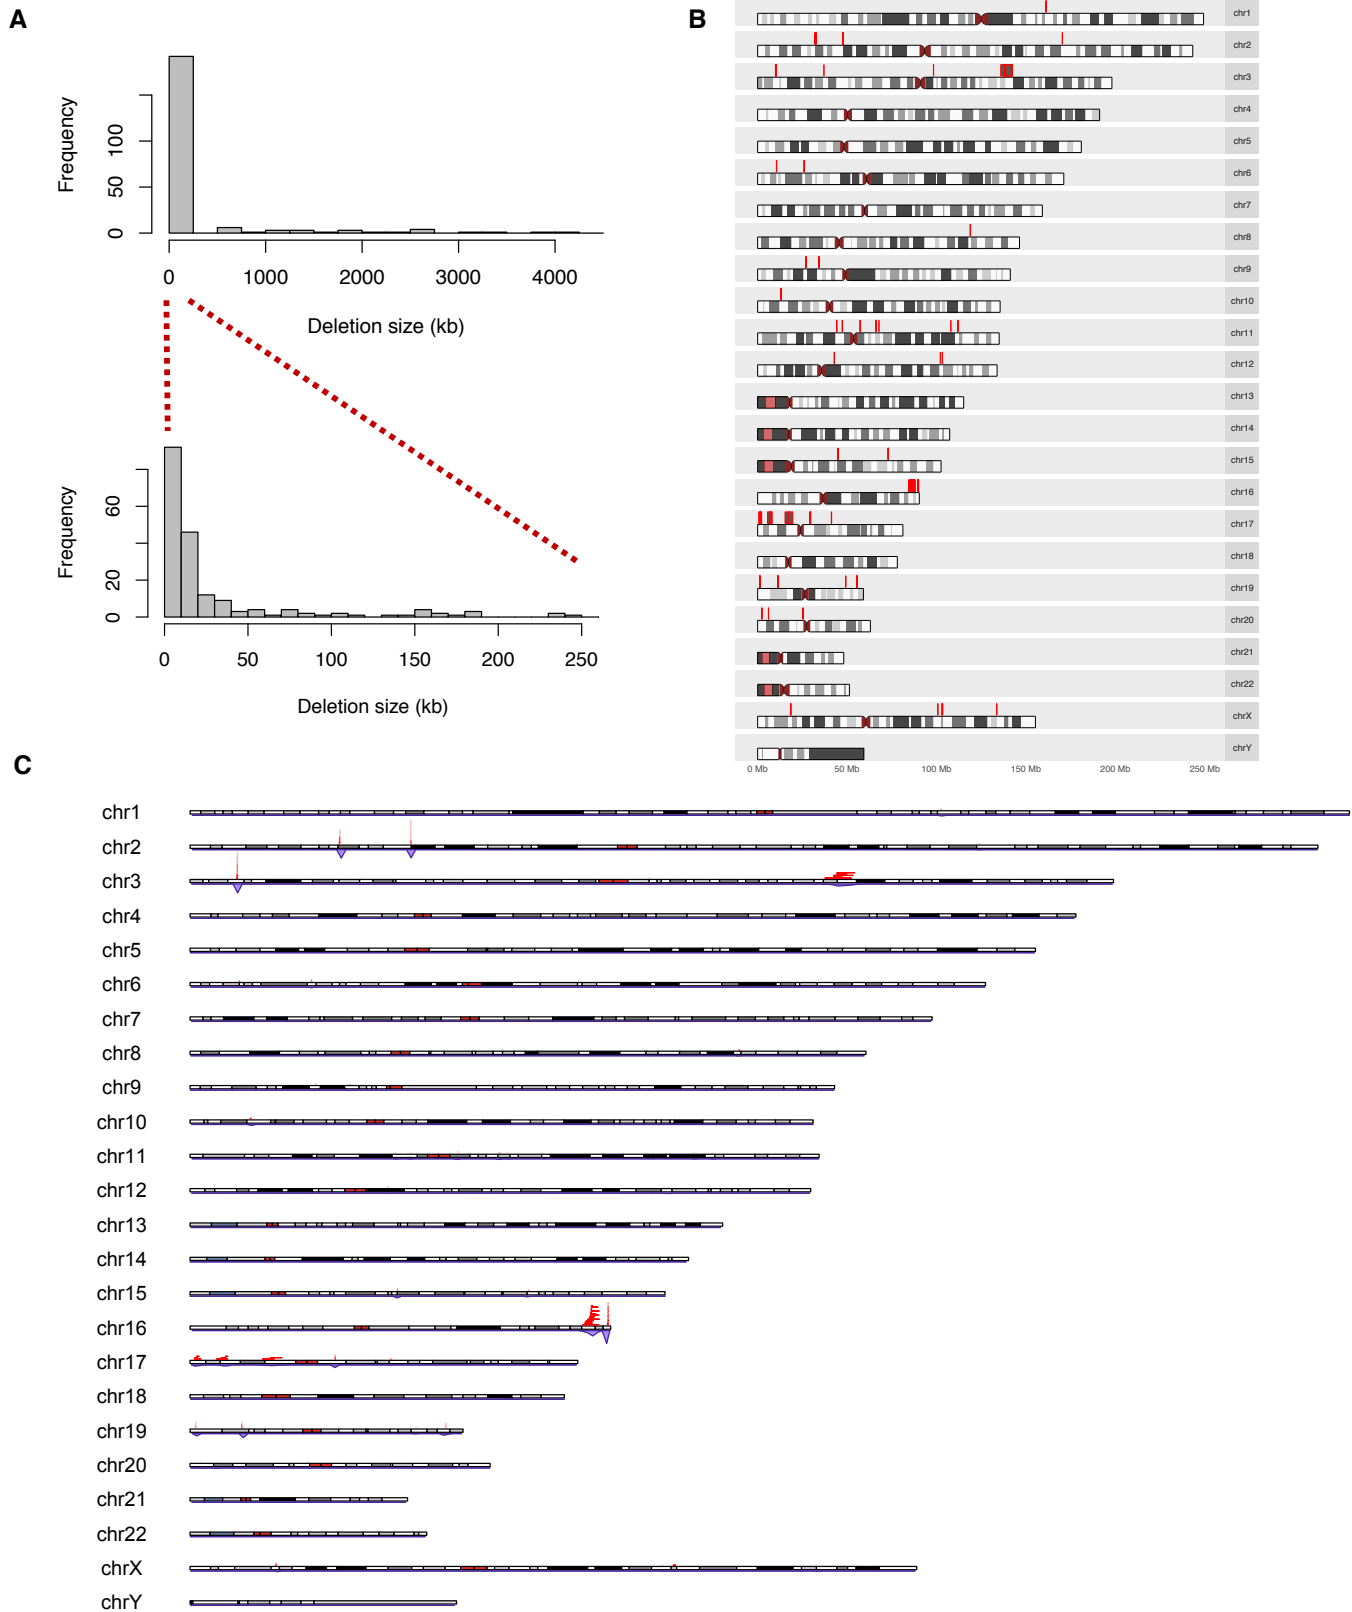 A
Frequency
0
50
100
0
1000
2000
3000
4000
Deletion size (kb)
Frequency
0
20
60
0
50
100
150
200
250
Deletion size (kb)
B
chr1
chr2
chr3
chr4
chr5
chr6
chr7
chr8
chr9
chr10
chr11
chr12
chr13
chr14
chr15
chr16
chr17
chr18
chr19
chr20
chr21
chr22
chrX
chrY
0 Mb
50 Mb
100 Mb
150 Mb
200 Mb
250 Mb
C
chr1
chr2
chr3
chr4
chr5
chr6
chr7
chr8
chr9
chr10
chr11
chr12
chr13
chr14
chr15
chr16
chr17
chr18
chr19
chr20
chr21
chr22
chrX
chrY